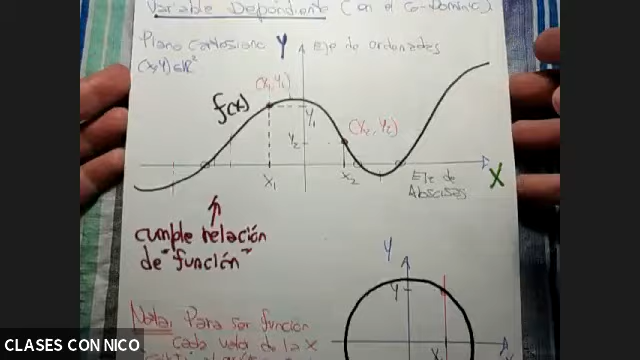 Variable Dependiente (en el Co-Dominio).
Plano Cartesiano
Y
Eje de ordenadas
(x,y)∈R²
(x₁,y₁)
f(x)
y₁
(x₂, y₂)
y₂
x₁
x₂
Eje de
Abscisas
X
cumple relación
de "función"
Y
Y
Nota: Para ser función
cada valor de la X
X₁
CLASES CON NICO